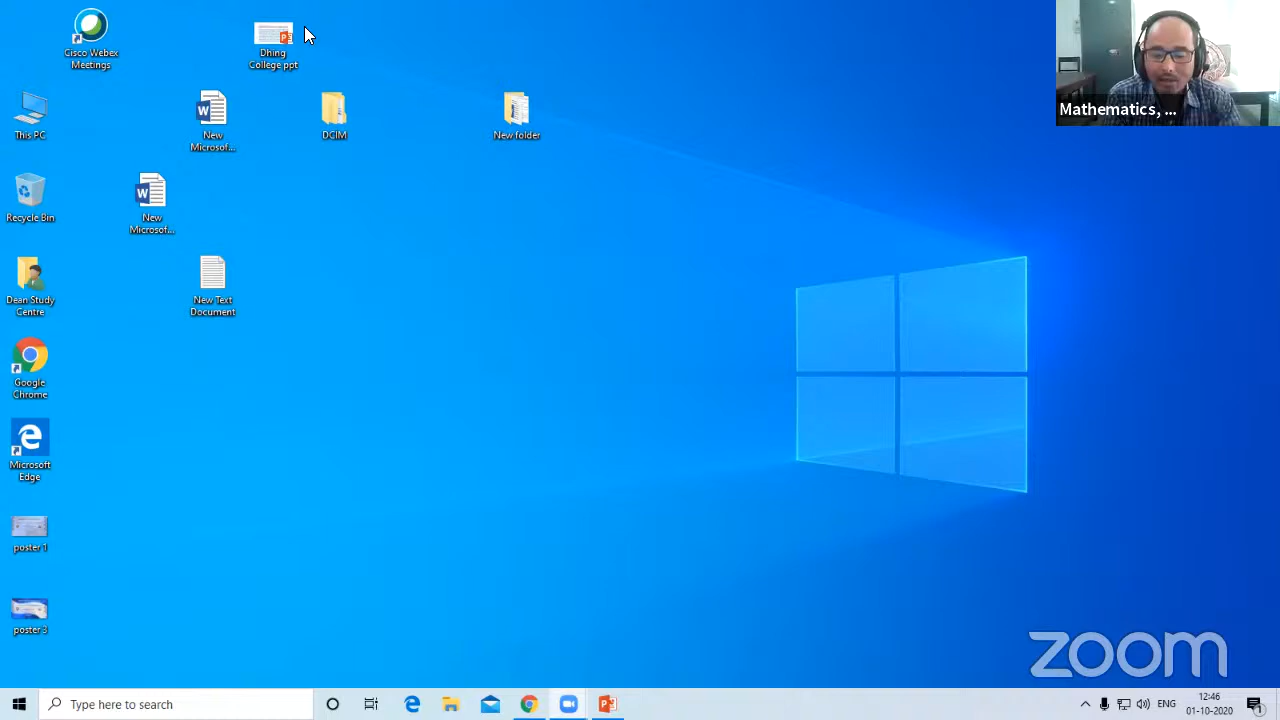 Cisco Webex
Meetings
Dhing
College ppt
Mathematics, ...
This PC
New
Microsof...
DCIM
New folder
Recycle Bin
New
Microsof...
Dean Study
Centre
New Text
Document
Google
Chrome
Microsoft
Edge
poster 1
poster 3
zoom
Type here to search
ENG
12:46
01-10-2020
1